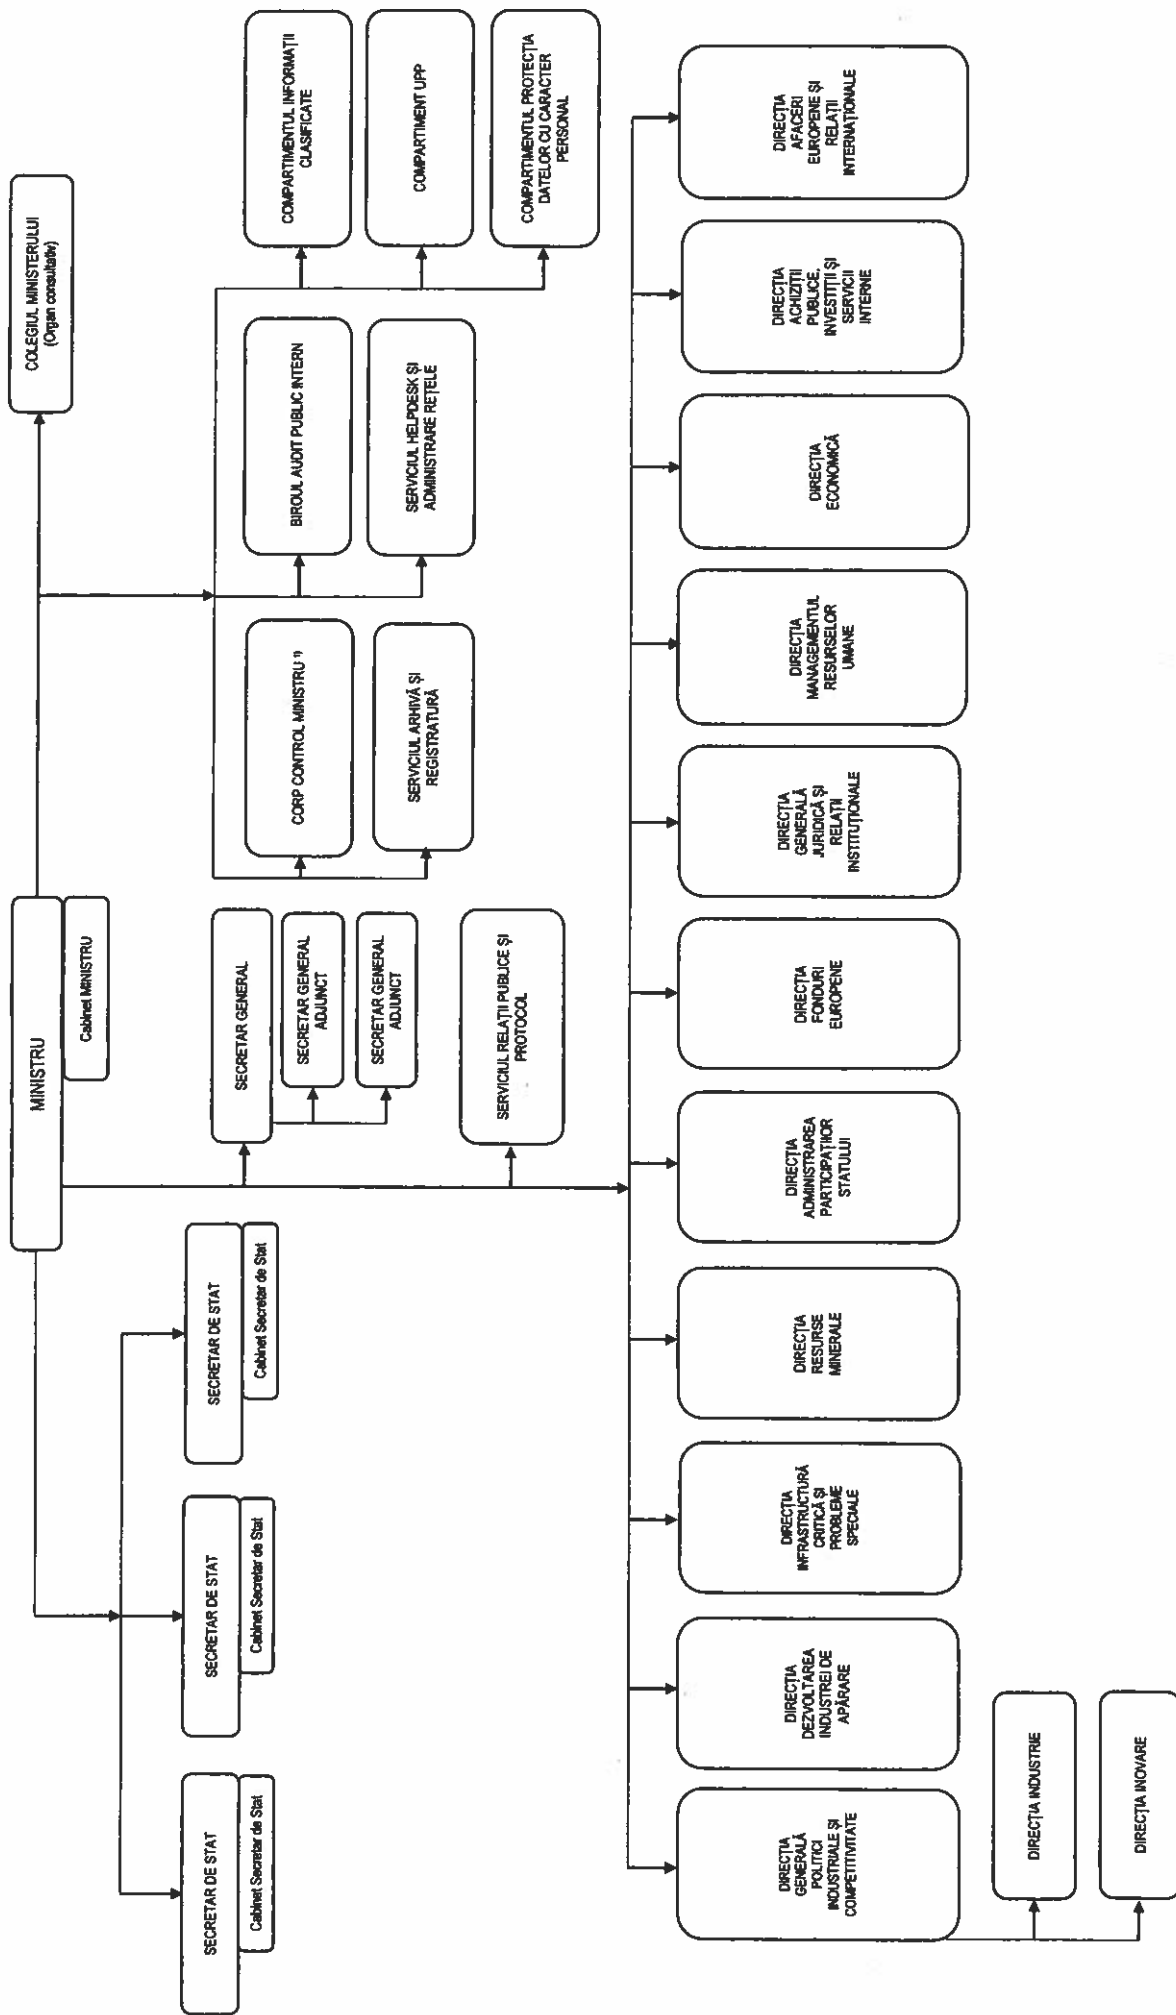 MINISTRU
Cabinet MINISTRU
COLEGIUL MINISTERULUI
(Organ consultativ)
SECRETAR DE STAT
Cabinet Secretar de Stat
SECRETAR DE STAT
Cabinet Secretar de Stat
SECRETAR DE STAT
Cabinet Secretar de Stat
SECRETAR GENERAL
SECRETAR GENERAL
ADJUNCT
SECRETAR GENERAL
ADJUNCT
SERVICIUL RELAȚII PUBLICE ȘI
PROTOCOL
CORP CONTROL MINISTRU ¹⁾
SERVICIUL ARHIVĂ ȘI
REGISTRATURĂ
BIROUL AUDIT PUBLIC INTERN
SERVICIUL HELPDESK ȘI
ADMINISTRARE REȚELE
COMPARTIMENTUL INFORMAȚII
CLASIFICATE
COMPARTIMENT UPP
COMPARTIMENTUL PROTECȚIA
DATELOR CU CARACTER
PERSONAL
DIRECȚIA
GENERALĂ
POLITICI
INDUSTRIALE ȘI
COMPETITIVITATE
DIRECȚIA
DEZVOLTAREA
INDUSTREI DE
APĂRARE
DIRECȚIA
INFRASTRUCTURĂ
CRITICĂ ȘI
PROBLEME
SPECIALE
DIRECȚIA
RESURSE
MINERALE
DIRECȚIA
ADMINISTRAREA
PARTICIPAȚIILOR
STATULUI
DIRECȚIA
FONDURI
EUROPENE
DIRECȚIA
GENERALĂ
JURIDICĂ ȘI
RELAȚII
INSTITUȚIONALE
DIRECȚIA
MANAGEMENTUL
RESURSELOR
UMANE
DIRECȚIA
ECONOMICĂ
DIRECȚIA
ACHIZIȚII
PUBLICE,
INVESTIȚII ȘI
SERVICII
INTERNE
DIRECȚIA
AFACERI
EUROPENE ȘI
RELAȚII
INTERNAȚIONALE
DIRECȚIA INDUSTRIE
DIRECȚIA INOVARE